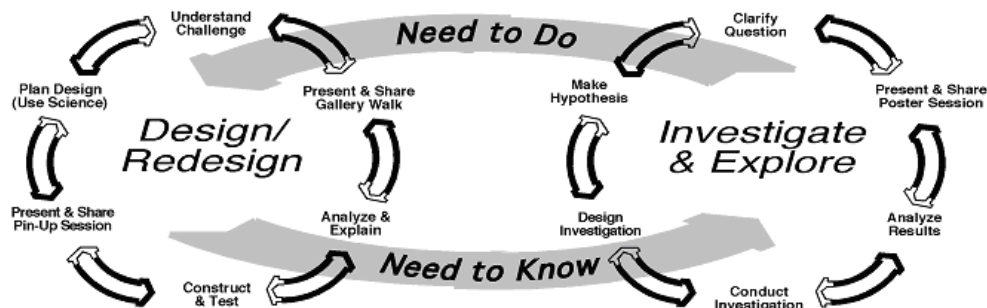 Need to Do
Understand
Challenge
Plan Design
(Use Science)
Present & Share
Gallery Walk
Design/
Redesign
Present & Share
Pin-Up Session
Analyze &
Explain
Construct
& Test
Clarify
Question
Make
Hypothesis
Present & Share
Poster Session
Investigate
& Explore
Design
Investigation
Analyze
Results
Conduct
Investigation
Need to Know